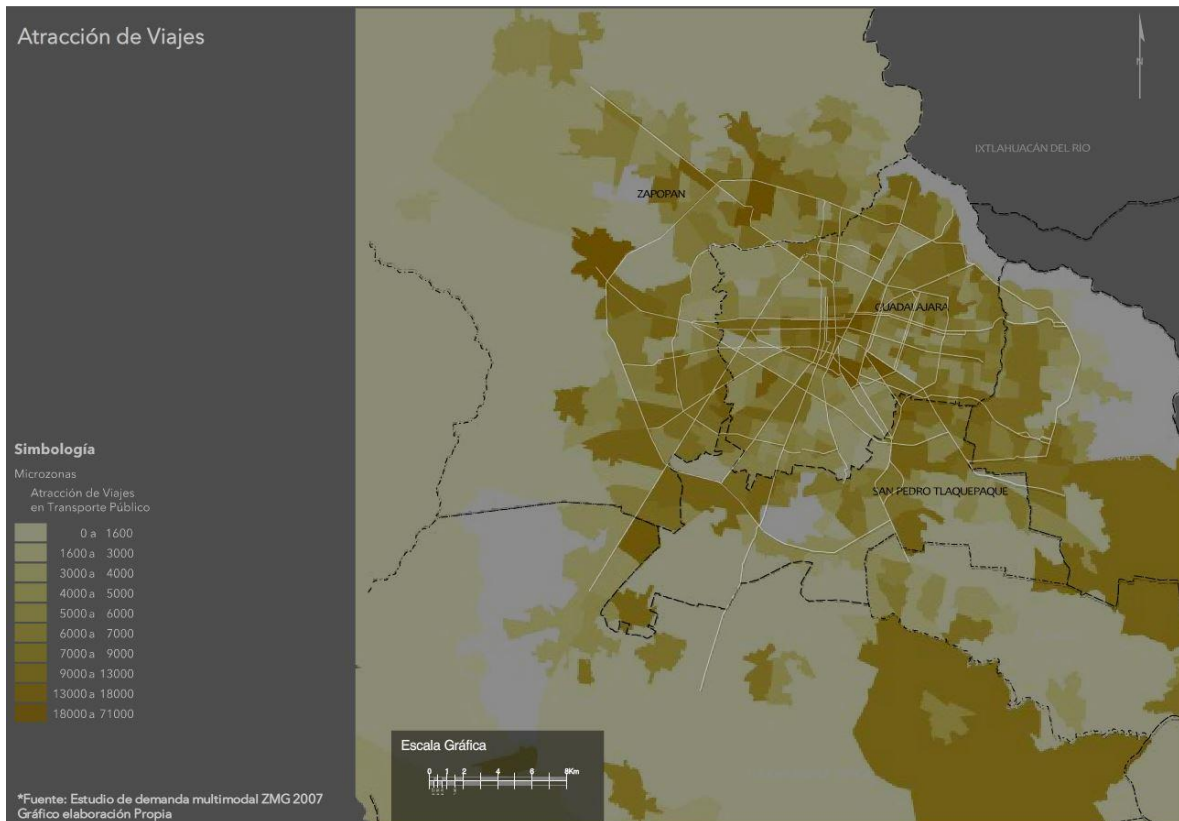 Atracción de Viajes
N
IXTLAHUACÁN DEL RÍO
ZAPOPAN
GUADALAJARA
SAN PEDRO TLAQUEPAQUE
Simbología
Microzonas
Atracción de Viajes
en Transporte Público
0 a 1600
1600 a 3000
3000 a 4000
4000 a 5000
5000 a 6000
6000 a 7000
7000 a 9000
9000 a 13000
13000 a 18000
18000 a 71000
Escala Gráfica
0 1 2 4 6 8Km
*Fuente: Estudio de demanda multimodal ZMG 2007
Gráfico elaboración Propia